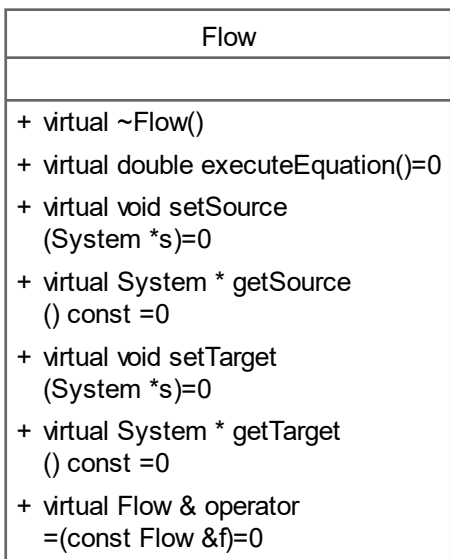 Flow
+ virtual ~Flow()
+ virtual double executeEquation()=0
+ virtual void setSource
(System *s)=0
+ virtual System * getSource
() const =0
+ virtual void setTarget
(System *s)=0
+ virtual System * getTarget
() const =0
+ virtual Flow & operator
=(const Flow &f)=0